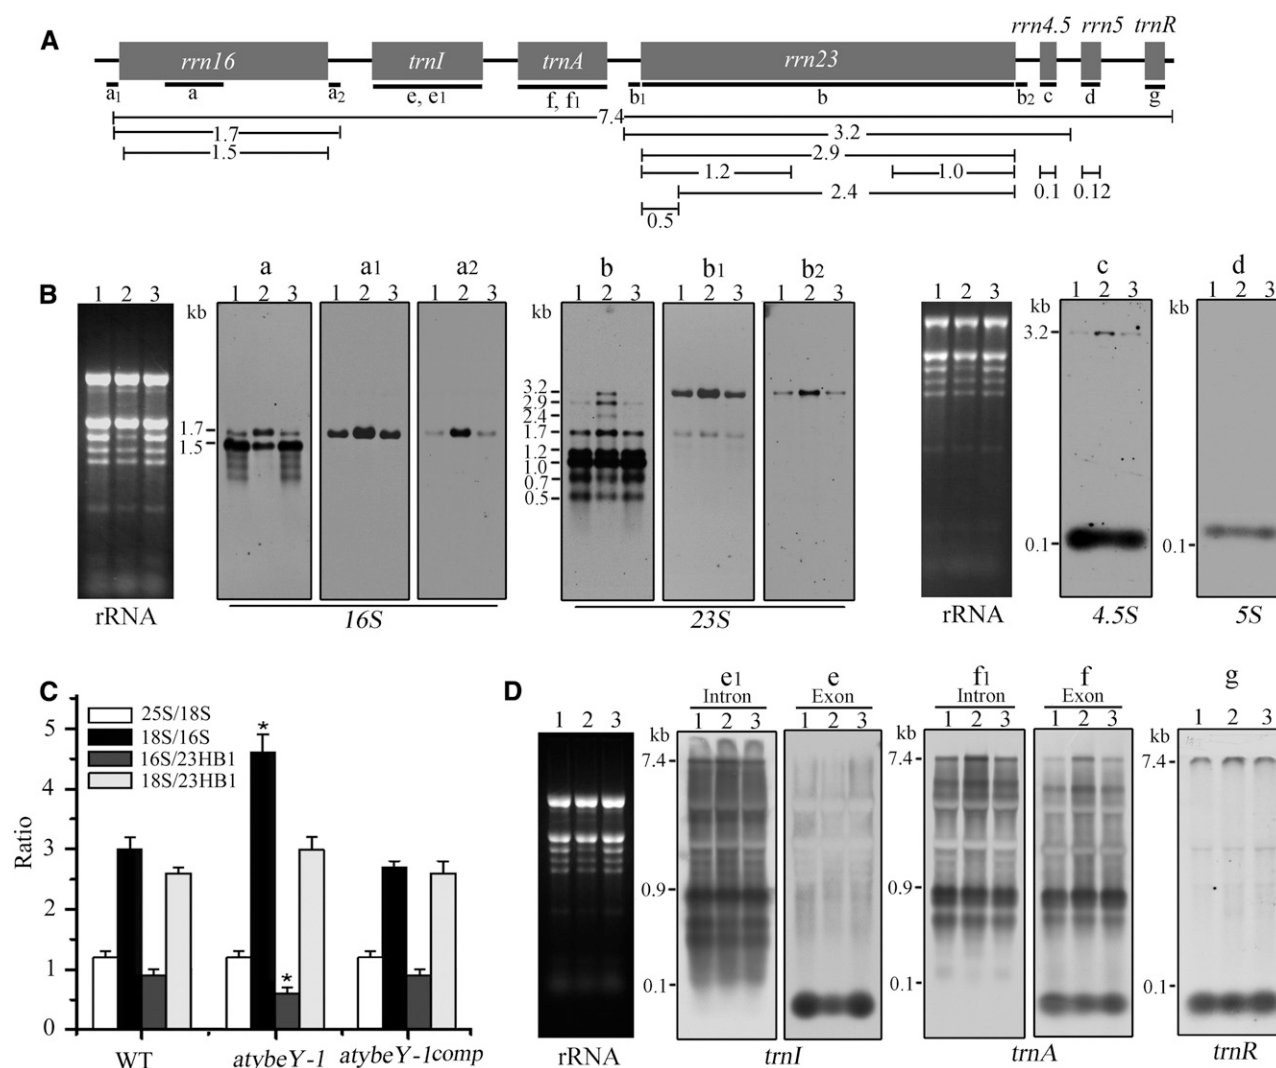 A
rrn16 trnI trnA rrn23 rrn4.5 rrn5 trnR
a1 a a2 e, e1 f, f1 b1 b b2 c d g
7.4
1.7 3.2
1.5 2.9
1.2 1.0
2.4 0.1 0.12
0.5
B
1 2 3
rRNA
kb
a a1 a2
1 2 3 1 2 3 1 2 3
1.7
1.5
16S
b b1 b2
1 2 3 1 2 3 1 2 3
3.2
2.9
2.4
1.7
1.2
1.0
0.7
0.5
23S
1 2 3
rRNA
c
kb 1 2 3
3.2
0.1
4.5S
d
kb 1 2 3
0.1
5S
C
25S/18S
18S/16S
16S/23HB1
18S/23HB1
Ratio
5
4
3
2
1
0
*
*
WT atybeY-1 atybeY-1comp
D
1 2 3
rRNA
e1 e
Intron Exon
kb 1 2 3 1 2 3
7.4
0.9
0.1
trnI
f1 f
Intron Exon
kb 1 2 3 1 2 3
7.4
0.9
0.1
trnA
g
kb 1 2 3
7.4
0.1
trnR